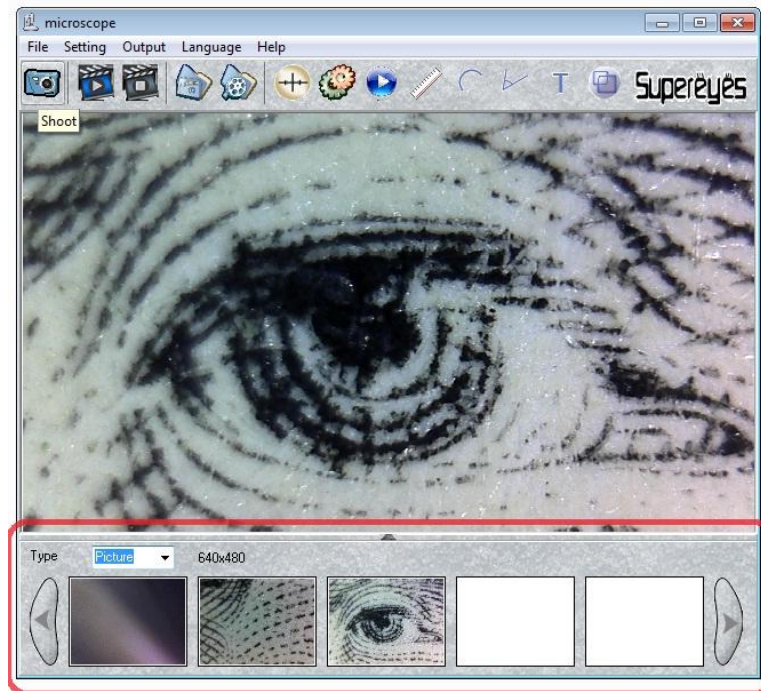 microscope
File Setting Output Language Help
T Supereyes
Shoot
Type Picture 640x480